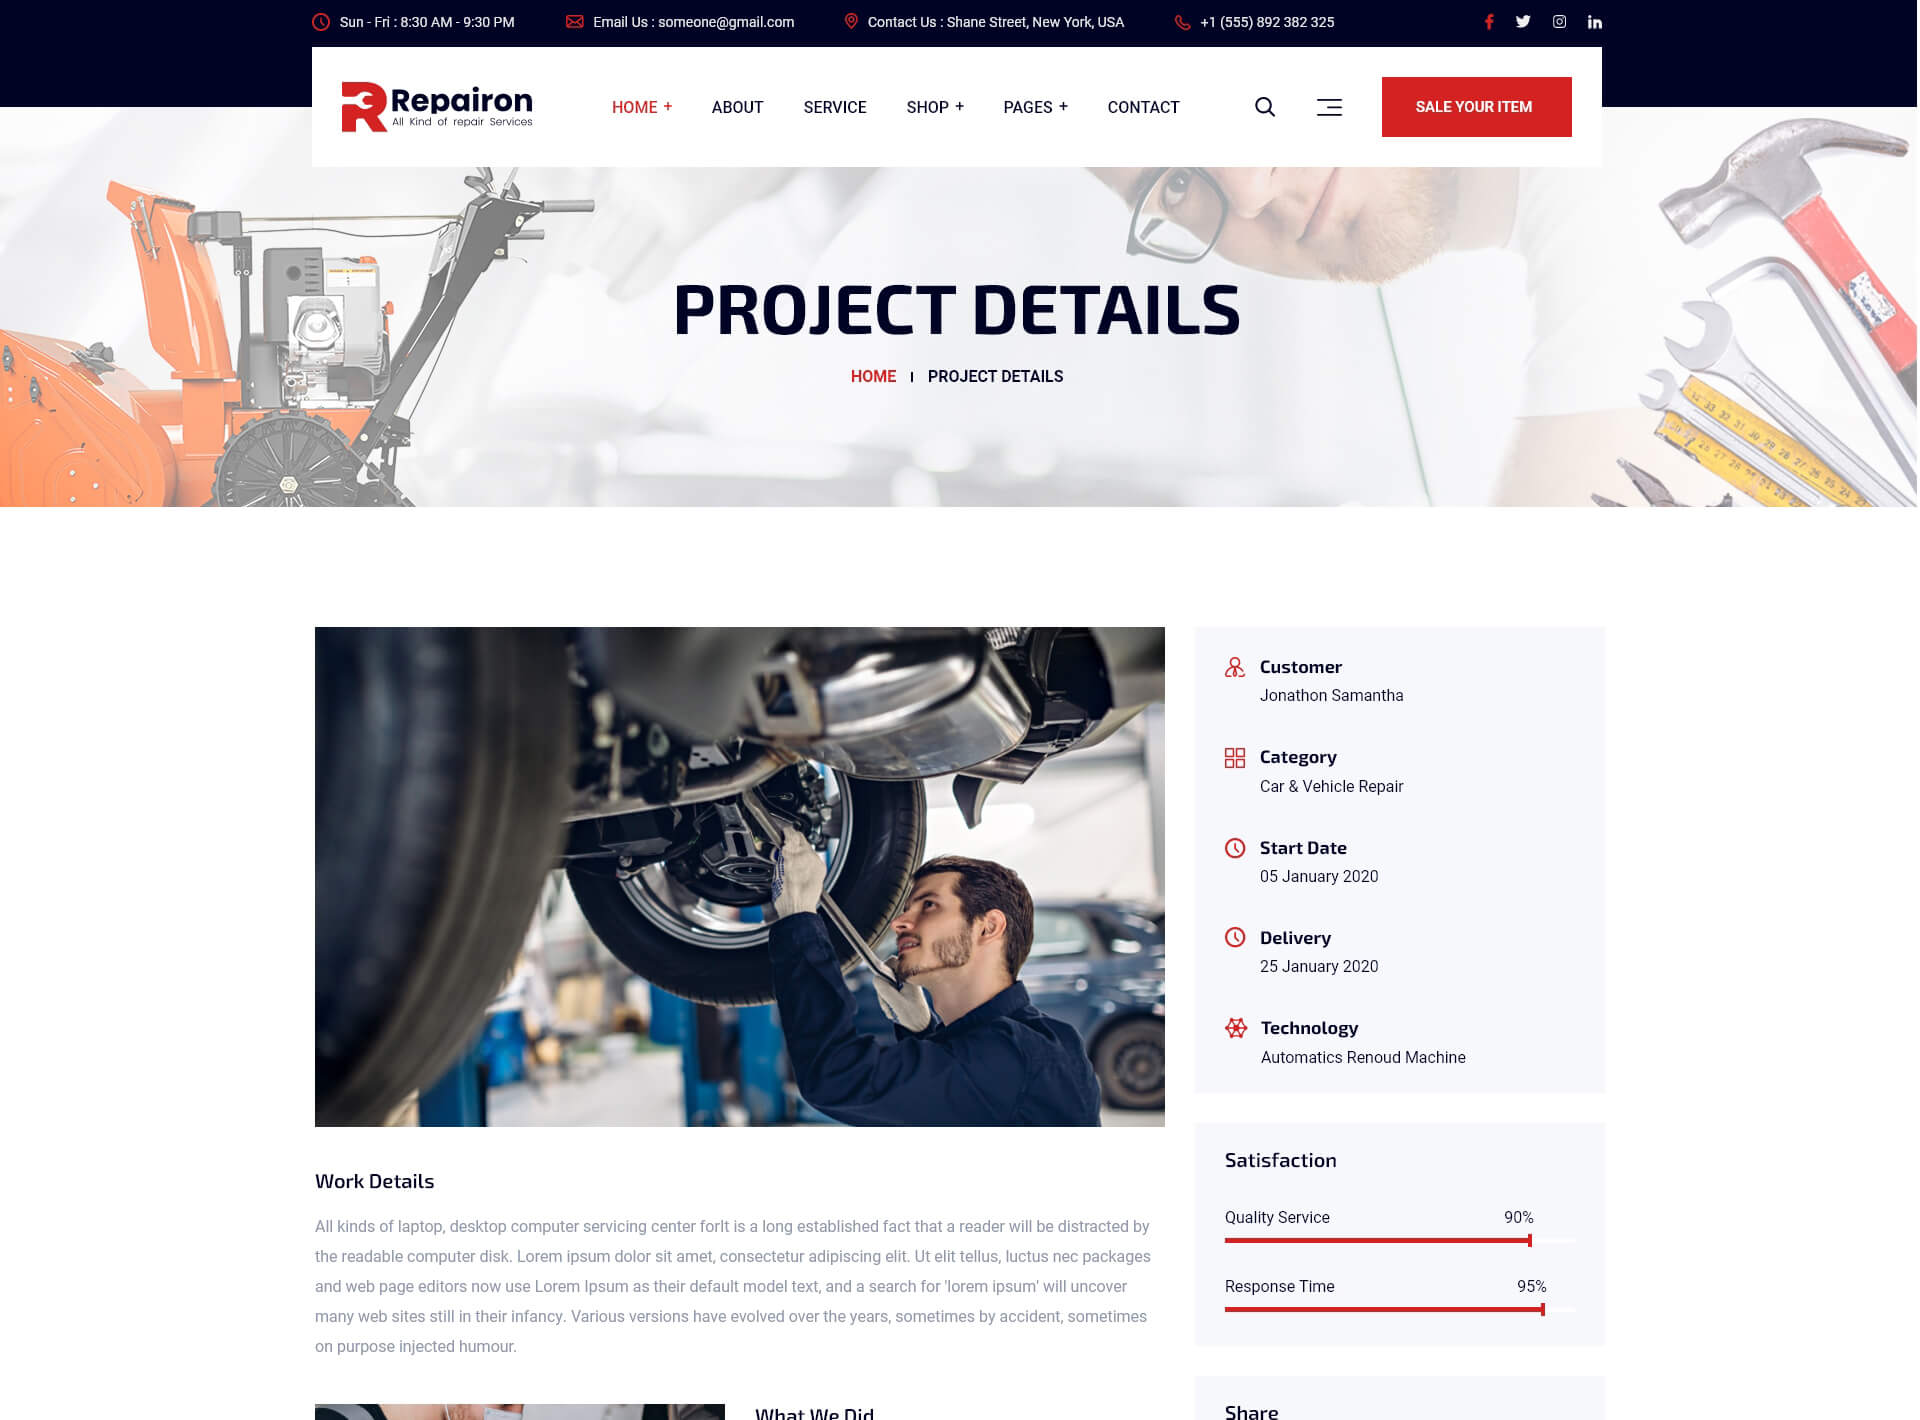 Sun - Fri : 8:30 AM - 9:30 PM
Email Us : someone@gmail.com
Contact Us : Shane Street, New York, USA
+1 (555) 892 382 325
Repairon
All Kind of repair Services
HOME +
ABOUT
SERVICE
SHOP +
PAGES +
CONTACT
SALE YOUR ITEM
PROJECT DETAILS
HOME
PROJECT DETAILS
Customer
Jonathon Samantha
Category
Car & Vehicle Repair
Start Date
05 January 2020
Delivery
25 January 2020
Technology
Automatics Renoud Machine
Satisfaction
Quality Service 90%
Response Time 95%
Share
Work Details
All kinds of laptop, desktop computer servicing center forIt is a long established fact that a reader will be distracted by
the readable computer disk. Lorem ipsum dolor sit amet, consectetur adipiscing elit. Ut elit tellus, luctus nec packages
and web page editors now use Lorem Ipsum as their default model text, and a search for 'lorem ipsum' will uncover
many web sites still in their infancy. Various versions have evolved over the years, sometimes by accident, sometimes
on purpose injected humour.
What We Did